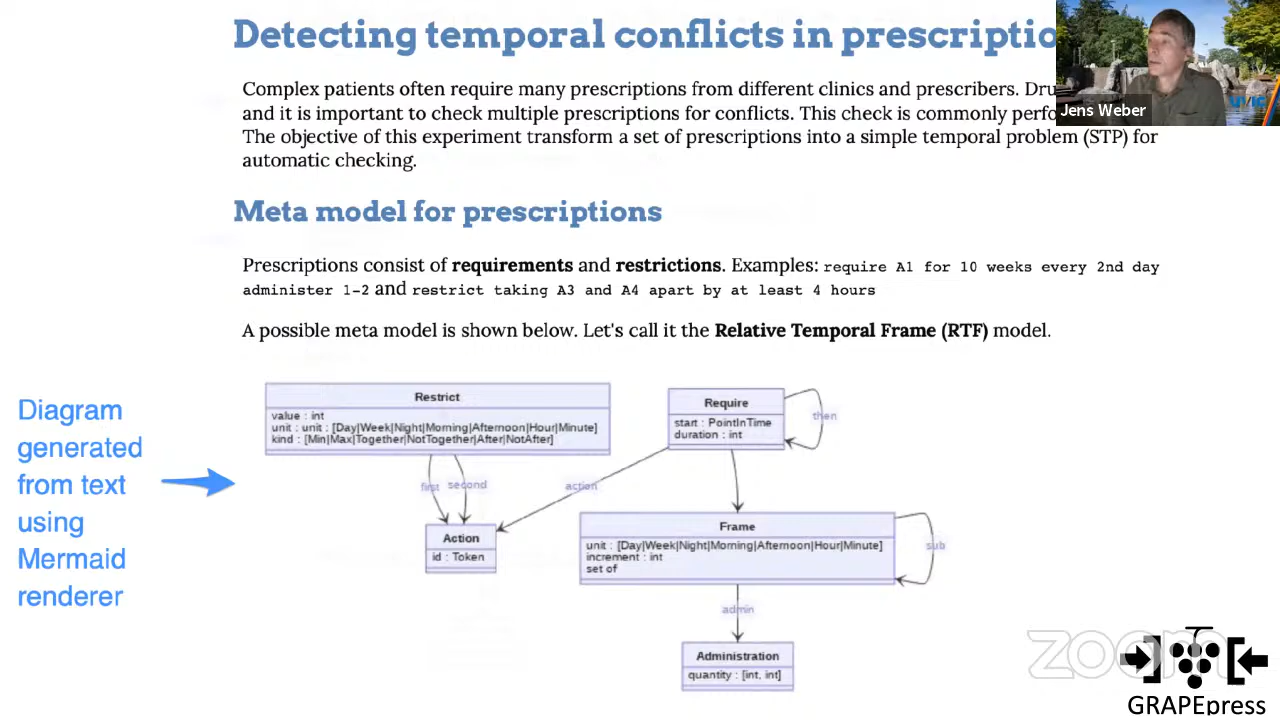 Detecting temporal conflicts in prescriptio
Complex patients often require many prescriptions from different clinics and prescribers. Dru
and it is important to check multiple prescriptions for conflicts. This check is commonly perfo
The objective of this experiment transform a set of prescriptions into a simple temporal problem (STP) for
automatic checking.
Jens Weber
Meta model for prescriptions
Prescriptions consist of requirements and restrictions. Examples: require A1 for 10 weeks every 2nd day
administer 1-2 and restrict taking A3 and A4 apart by at least 4 hours
A possible meta model is shown below. Let's call it the Relative Temporal Frame (RTF) model.
Diagram
generated
from text
using
Mermaid
renderer
Restrict
value : int
unit : unit : [Day|Week|Night|Morning|Afternoon|Hour|Minute]
kind : [Min|Max|Together|NotTogether|After|NotAfter]
Require
start : PointInTime
duration : int
then
first
second
action
Action
id : Token
Frame
unit : [Day|Week|Night|Morning|Afternoon|Hour|Minute]
increment : int
set of
sub
admin
Administration
quantity : [int, int]
zoom
GRAPEpress